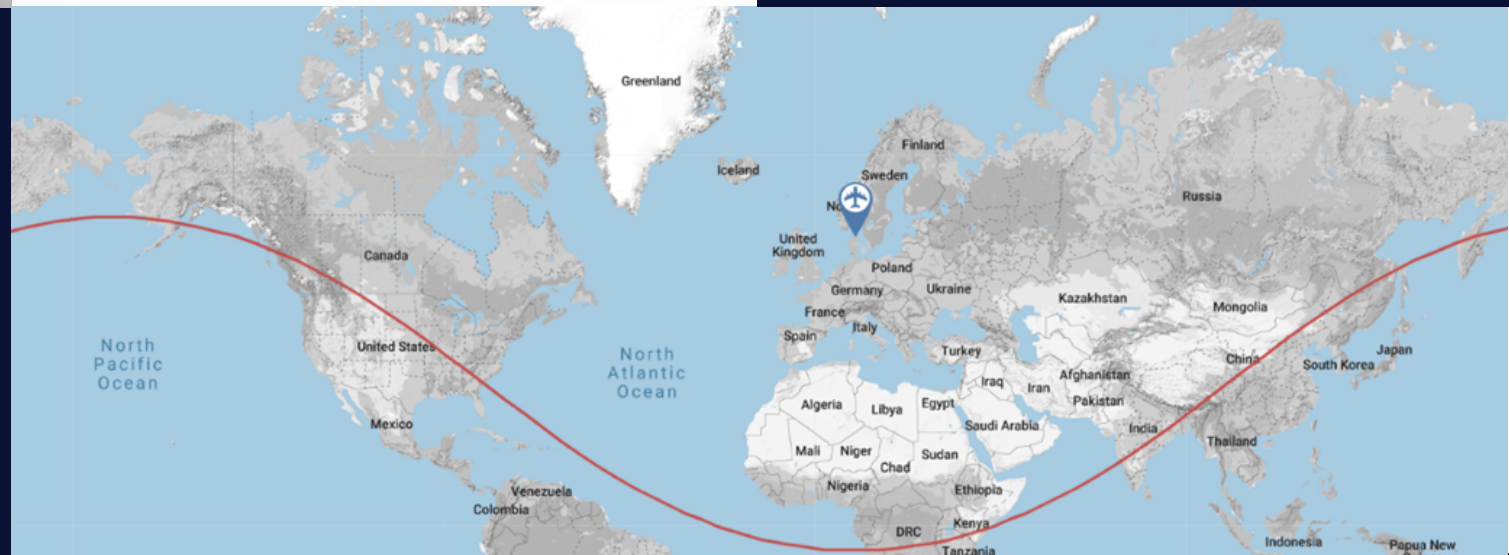 Greenland
Finland
Iceland
Sweden
Russia
No
United
Kingdom
Canada
Poland
Germany
Ukraine
Kazakhstan
Mongolia
France
Italy
Spain
North
Pacific
Ocean
United States
North
Atlantic
Ocean
Turkey
China
Japan
South Korea
Iraq
Iran
Afghanistan
Pakistan
Algeria
Libya
Egypt
Saudi Arabia
Mexico
India
Thailand
Mali
Niger
Chad
Sudan
Nigeria
Ethiopia
Venezuela
Colombia
DRC
Kenya
Tanzania
Indonesia
Papua New